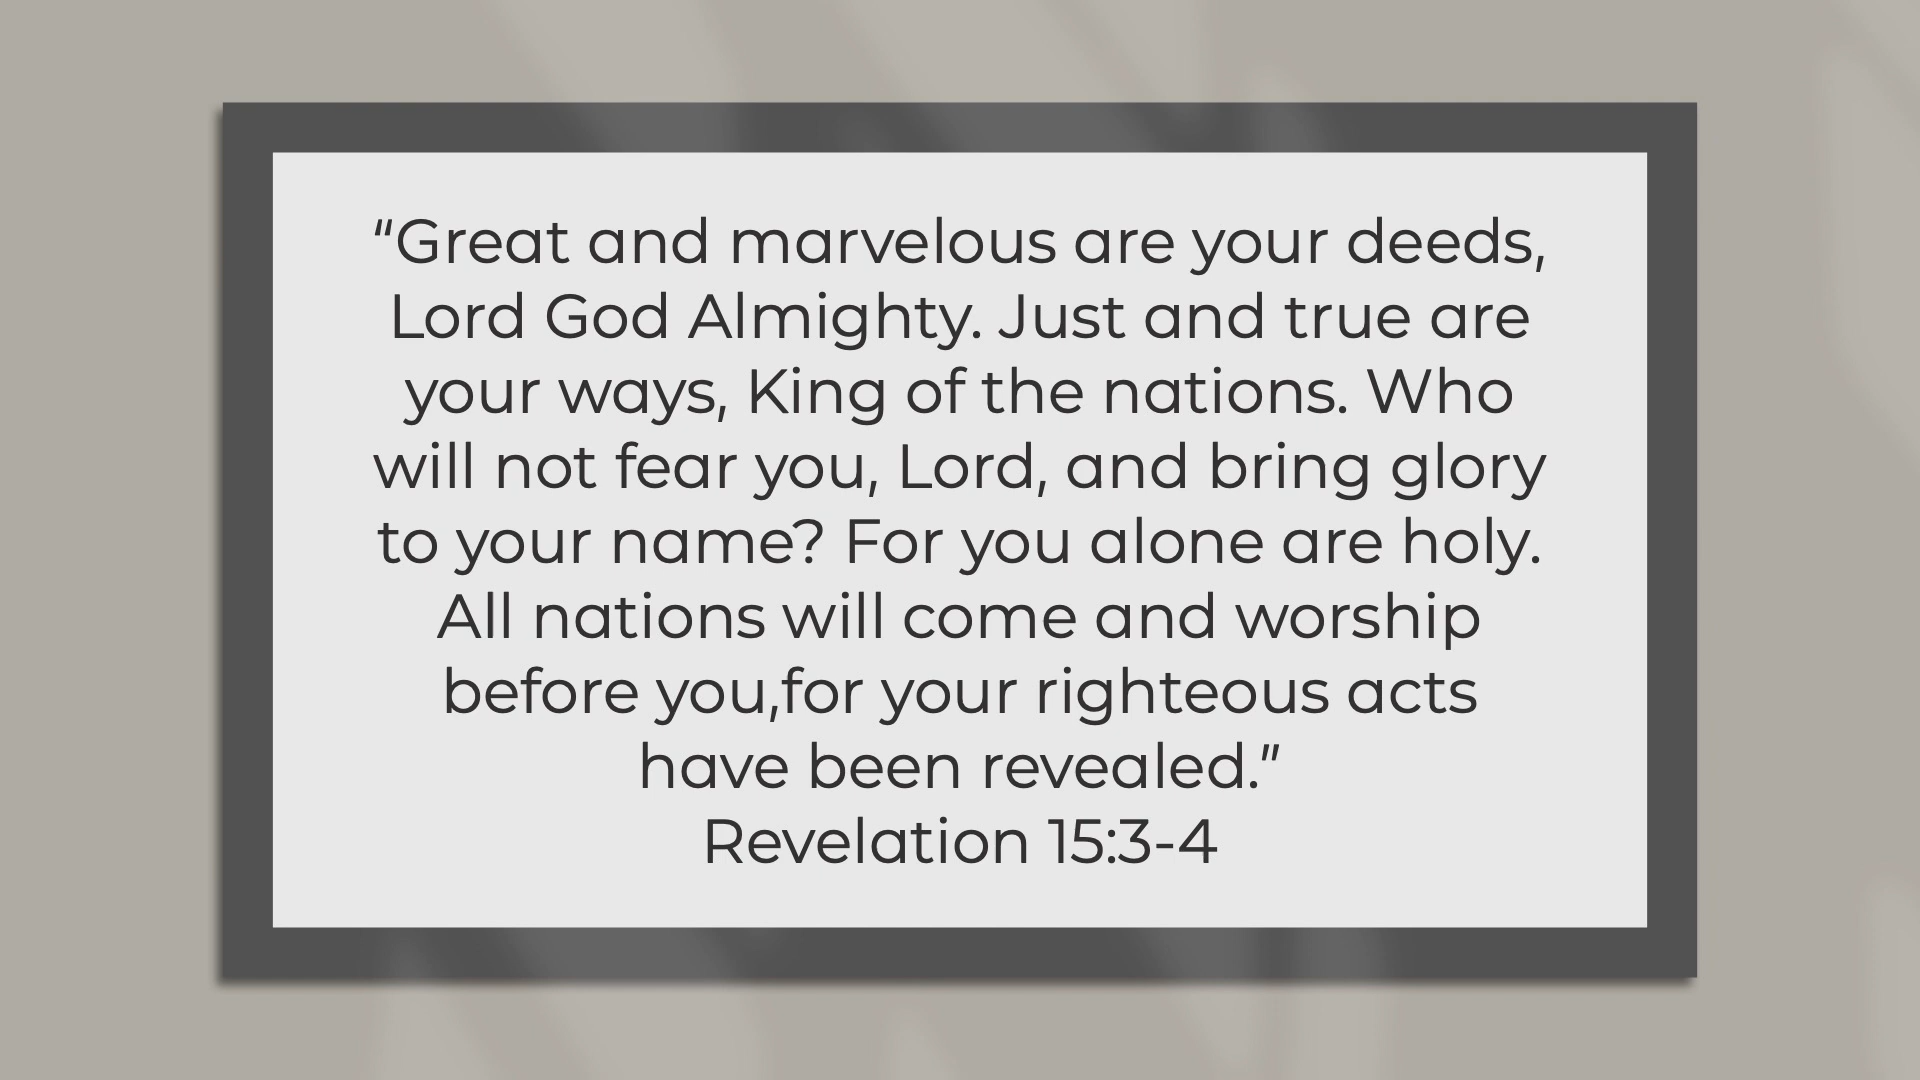 “Great and marvelous are your deeds,
Lord God Almighty. Just and true are
your ways, King of the nations. Who
will not fear you, Lord, and bring glory
to your name? For you alone are holy.
All nations will come and worship
before you,for your righteous acts
have been revealed.”
Revelation 15:3-4